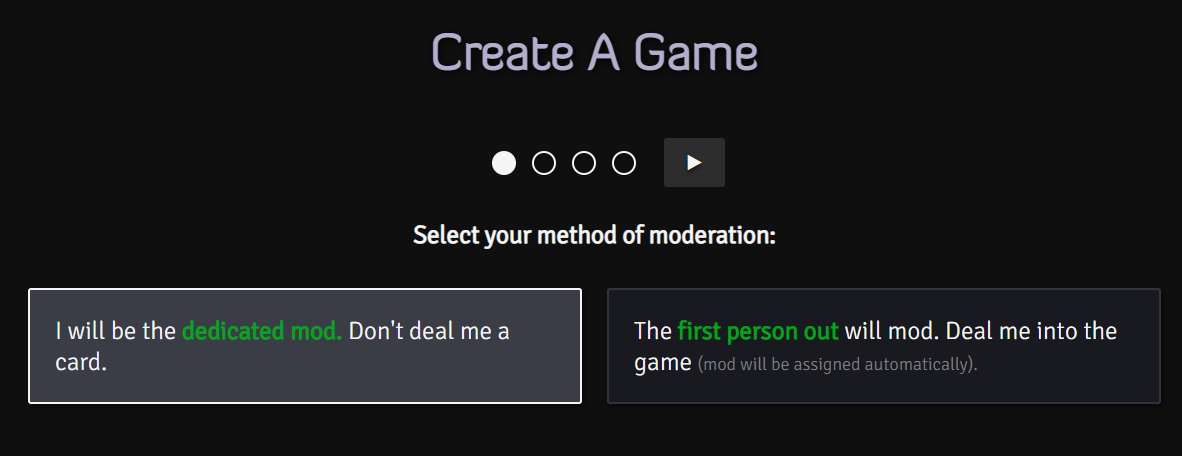 Create A Game
Select your method of moderation:
I will be the dedicated mod. Don't deal me a
card.
The first person out will mod. Deal me into the
game (mod will be assigned automatically).